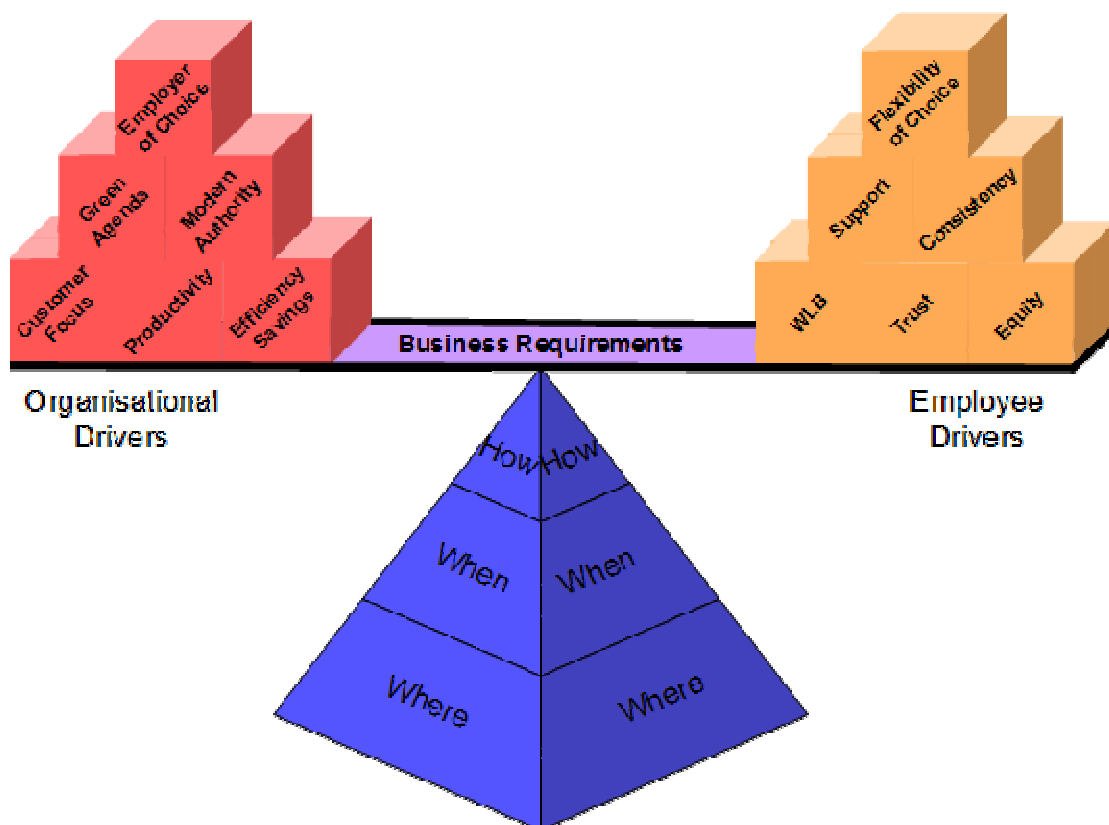 Employer
of Choice
Green
Agenda
Modern
Authority
Customer
Focus
Productivity
Efficiency
Savings
Flexibility
of Choice
Support
Consistency
WLB
Trust
Equity
Business Requirements
Organisational
Drivers
Employee
Drivers
How How
When When
Where Where